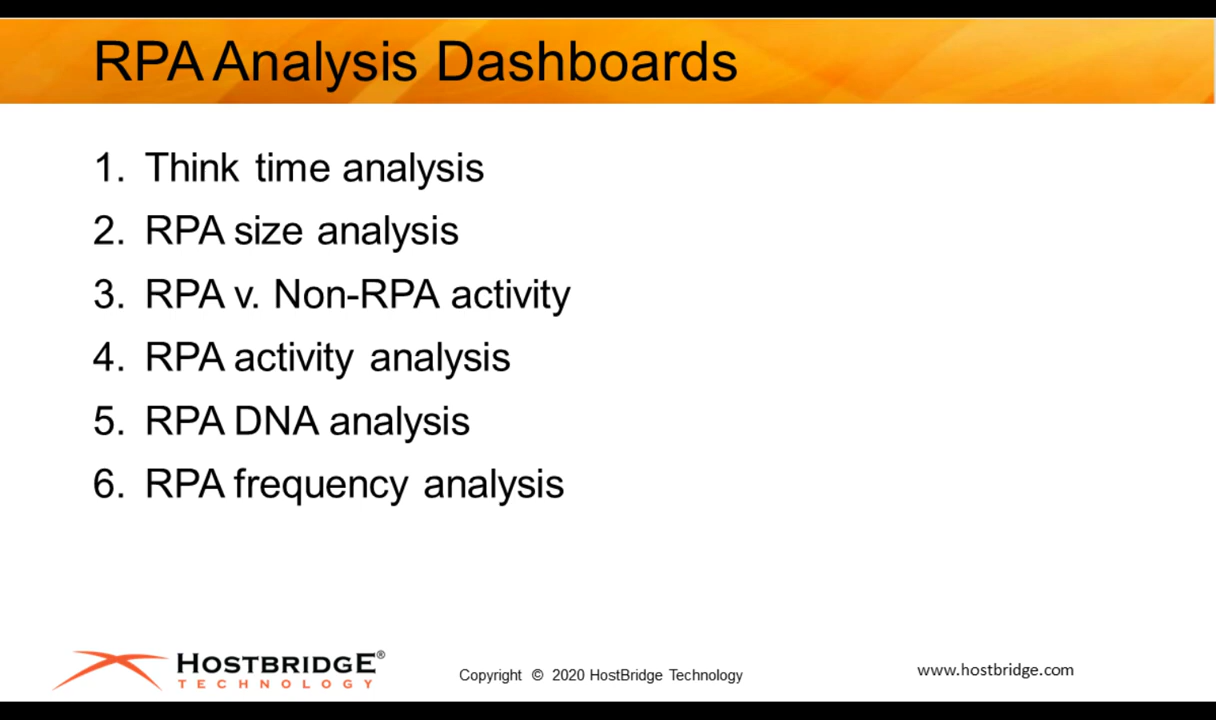 RPA Analysis Dashboards
1. Think time analysis
2. RPA size analysis
3. RPA v. Non-RPA activity
4. RPA activity analysis
5. RPA DNA analysis
6. RPA frequency analysis
HOSTBRIDGE®
TECHNOLOGY
Copyright © 2020 HostBridge Technology
www.hostbridge.com